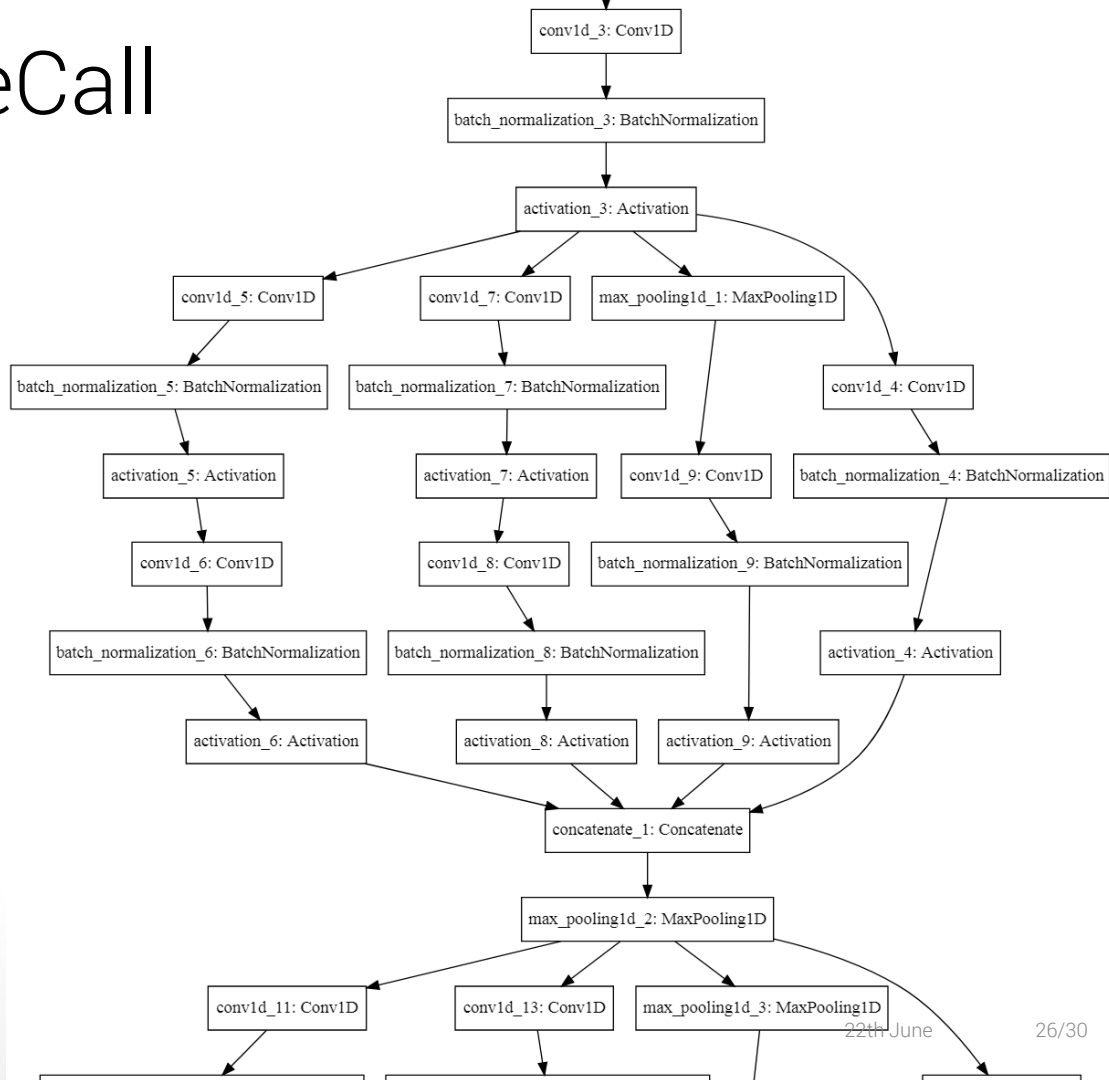 eCall
conv1d_3: Conv1D
batch_normalization_3: BatchNormalization
activation_3: Activation
conv1d_5: Conv1D
conv1d_7: Conv1D
max_pooling1d_1: MaxPooling1D
batch_normalization_5: BatchNormalization
batch_normalization_7: BatchNormalization
conv1d_4: Conv1D
activation_5: Activation
activation_7: Activation
conv1d_9: Conv1D
batch_normalization_4: BatchNormalization
conv1d_6: Conv1D
conv1d_8: Conv1D
batch_normalization_9: BatchNormalization
batch_normalization_6: BatchNormalization
batch_normalization_8: BatchNormalization
activation_4: Activation
activation_6: Activation
activation_8: Activation
activation_9: Activation
concatenate_1: Concatenate
max_pooling1d_2: MaxPooling1D
conv1d_11: Conv1D
conv1d_13: Conv1D
max_pooling1d_3: MaxPooling1D
22th June
26/30